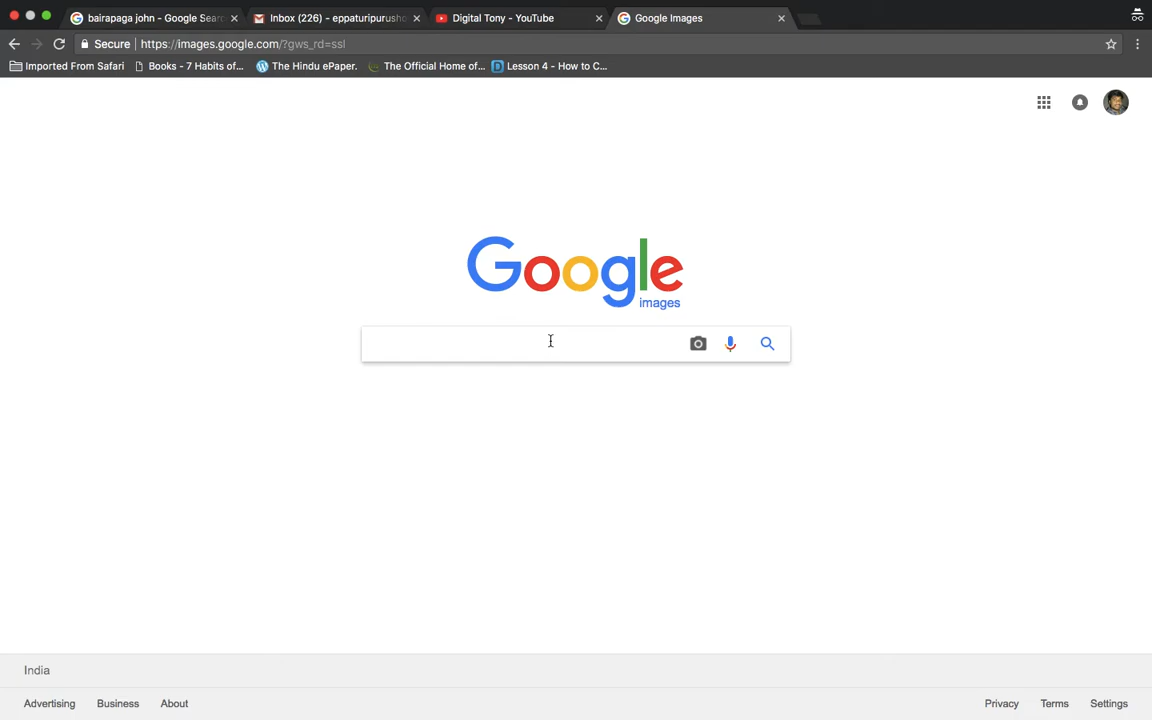 bairapaga john - Google Sear
Inbox (226) - eppaturipurusho
Digital Tony - YouTube
Google Images
Secure
https://images.google.com/?gws_rd=ssl
Imported From Safari
Books - 7 Habits of...
The Hindu ePaper.
The Official Home of...
Lesson 4 - How to C...
Google
images
India
Advertising
Business
About
Privacy
Terms
Settings